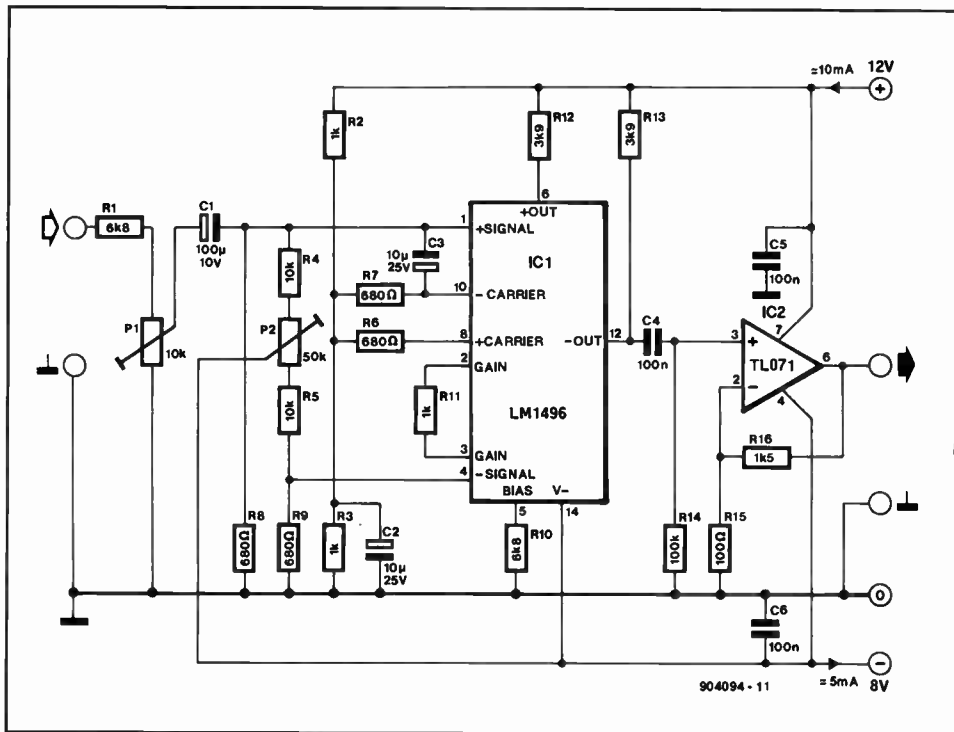 ≃10mA
12V
+
R2
1k
R12
3k9
R13
3k9
R1
6k8
C1
100µ
10V
6
+OUT
1
+SIGNAL
IC1
R4
10k
C3
10µ
25V
R7
680Ω
10
-CARRIER
C5
100n
P1
10k
P2
50k
R6
680Ω
8
+CARRIER
12
-OUT
C4
100n
IC2
7
3
+
TL071
6
2
-
4
2
GAIN
R11
1k
LM1496
R5
10k
R16
1k5
3
GAIN
4
-SIGNAL
BIAS
V-
5
14
R8
680Ω
R9
680Ω
R3
1k
C2
10µ
25V
R10
6k8
R14
100k
R15
100Ω
0
C6
100n
904094 - 11
≃5mA
-
8V